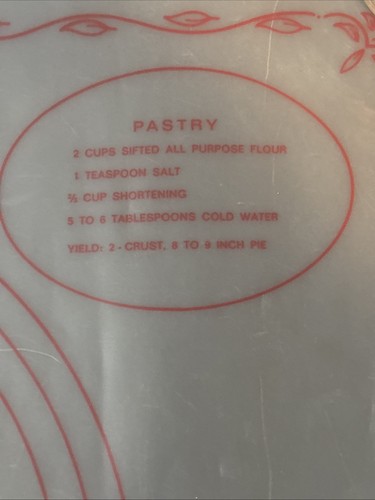 PASTRY
2 CUPS SIFTED ALL PURPOSE FLOUR
1 TEASPOON SALT
⅔ CUP SHORTENING
5 TO 6 TABLESPOONS COLD WATER
YIELD: 2 - CRUST, 8 TO 9 INCH PIE